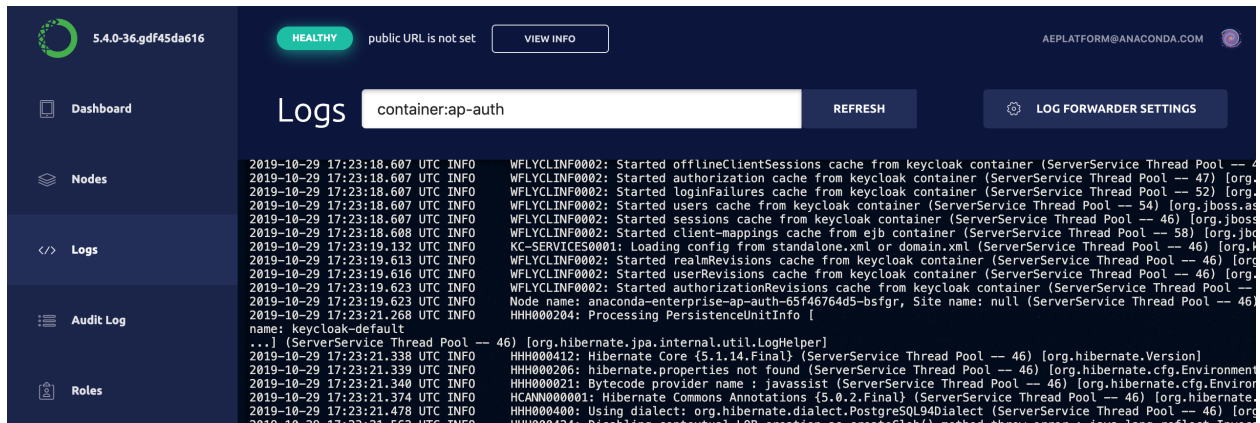 5.4.0-36.gdf45da616
HEALTHY public URL is not set VIEW INFO AEPLATFORM@ANACONDA.COM
Dashboard
Nodes
</> Logs
Audit Log
Roles
Logs container:ap-auth REFRESH LOG FORWARDER SETTINGS
2019-10-29 17:23:18.607 UTC INFO WFLYCLINF0002: Started offlineClientSessions cache from keycloak container (ServerService Thread Pool -- 4
2019-10-29 17:23:18.607 UTC INFO WFLYCLINF0002: Started authorization cache from keycloak container (ServerService Thread Pool -- 47) [org.
2019-10-29 17:23:18.607 UTC INFO WFLYCLINF0002: Started loginFailures cache from keycloak container (ServerService Thread Pool -- 52) [org.
2019-10-29 17:23:18.607 UTC INFO WFLYCLINF0002: Started users cache from keycloak container (ServerService Thread Pool -- 54) [org.jboss.as
2019-10-29 17:23:18.607 UTC INFO WFLYCLINF0002: Started sessions cache from keycloak container (ServerService Thread Pool -- 46) [org.jboss
2019-10-29 17:23:18.608 UTC INFO WFLYCLINF0002: Started client-mappings cache from ejb container (ServerService Thread Pool -- 58) [org.jbo
2019-10-29 17:23:19.132 UTC INFO KC-SERVICES0001: Loading config from standalone.xml or domain.xml (ServerService Thread Pool -- 46) [org.k
2019-10-29 17:23:19.613 UTC INFO WFLYCLINF0002: Started realmRevisions cache from keycloak container (ServerService Thread Pool -- 46) [org
2019-10-29 17:23:19.616 UTC INFO WFLYCLINF0002: Started userRevisions cache from keycloak container (ServerService Thread Pool -- 46) [org.
2019-10-29 17:23:19.623 UTC INFO WFLYCLINF0002: Started authorizationRevisions cache from keycloak container (ServerService Thread Pool --
2019-10-29 17:23:19.623 UTC INFO Node name: anaconda-enterprise-ap-auth-65f46764d5-bsfgr, Site name: null (ServerService Thread Pool -- 46)
2019-10-29 17:23:21.268 UTC INFO HHH000204: Processing PersistenceUnitInfo [
name: keycloak-default
...] (ServerService Thread Pool -- 46) [org.hibernate.jpa.internal.util.LogHelper]
2019-10-29 17:23:21.338 UTC INFO HHH000412: Hibernate Core {5.1.14.Final} (ServerService Thread Pool -- 46) [org.hibernate.Version]
2019-10-29 17:23:21.339 UTC INFO HHH000206: hibernate.properties not found (ServerService Thread Pool -- 46) [org.hibernate.cfg.Environment
2019-10-29 17:23:21.340 UTC INFO HHH000021: Bytecode provider name : javassist (ServerService Thread Pool -- 46) [org.hibernate.cfg.Environ
2019-10-29 17:23:21.374 UTC INFO HCANN000001: Hibernate Commons Annotations {5.0.2.Final} (ServerService Thread Pool -- 46) [org.hibernate.
2019-10-29 17:23:21.478 UTC INFO HHH000400: Using dialect: org.hibernate.dialect.PostgreSQL94Dialect (ServerService Thread Pool -- 46) [org